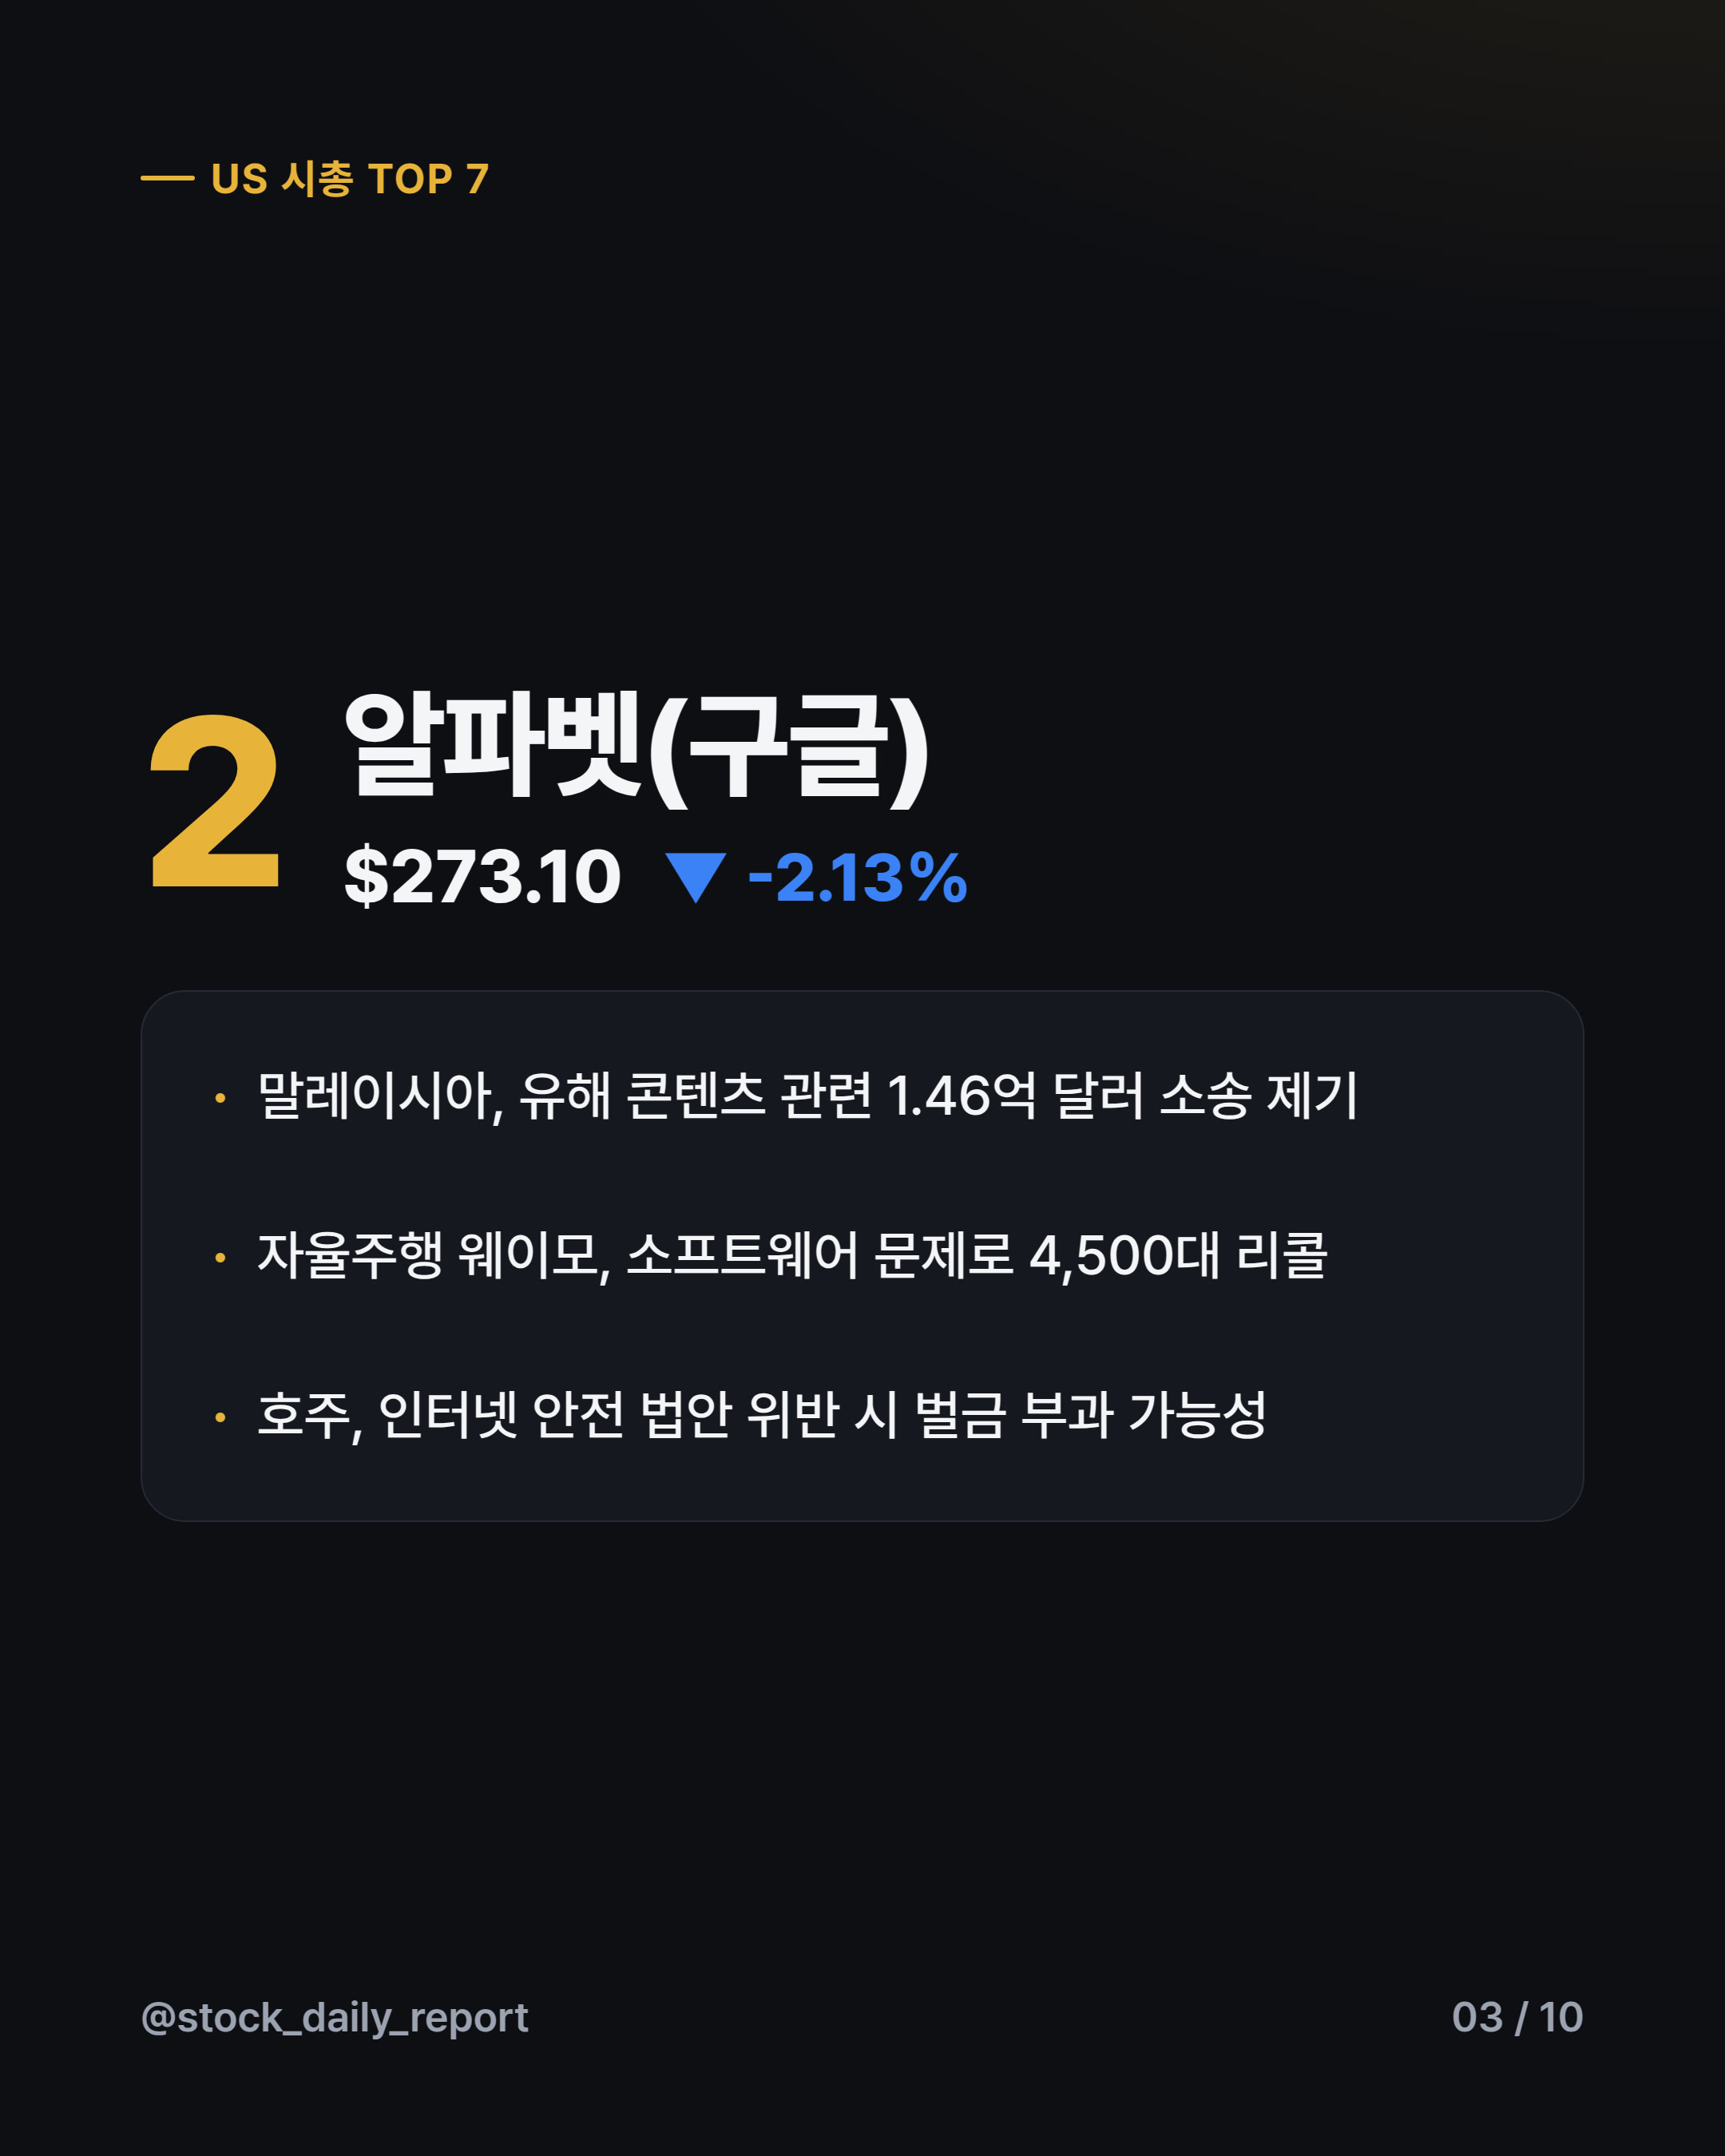 US 시총 TOP 7
2
알파벳(구글)
$273.10 ▼ -2.13%
• 말레이시아, 유해 콘텐츠 관련 1.46억 달러 소송 제기
• 자율주행 웨이모, 소프트웨어 문제로 4,500대 리콜
• 호주, 인터넷 안전 법안 위반 시 벌금 부과 가능성
@stock_daily_report
03 / 10